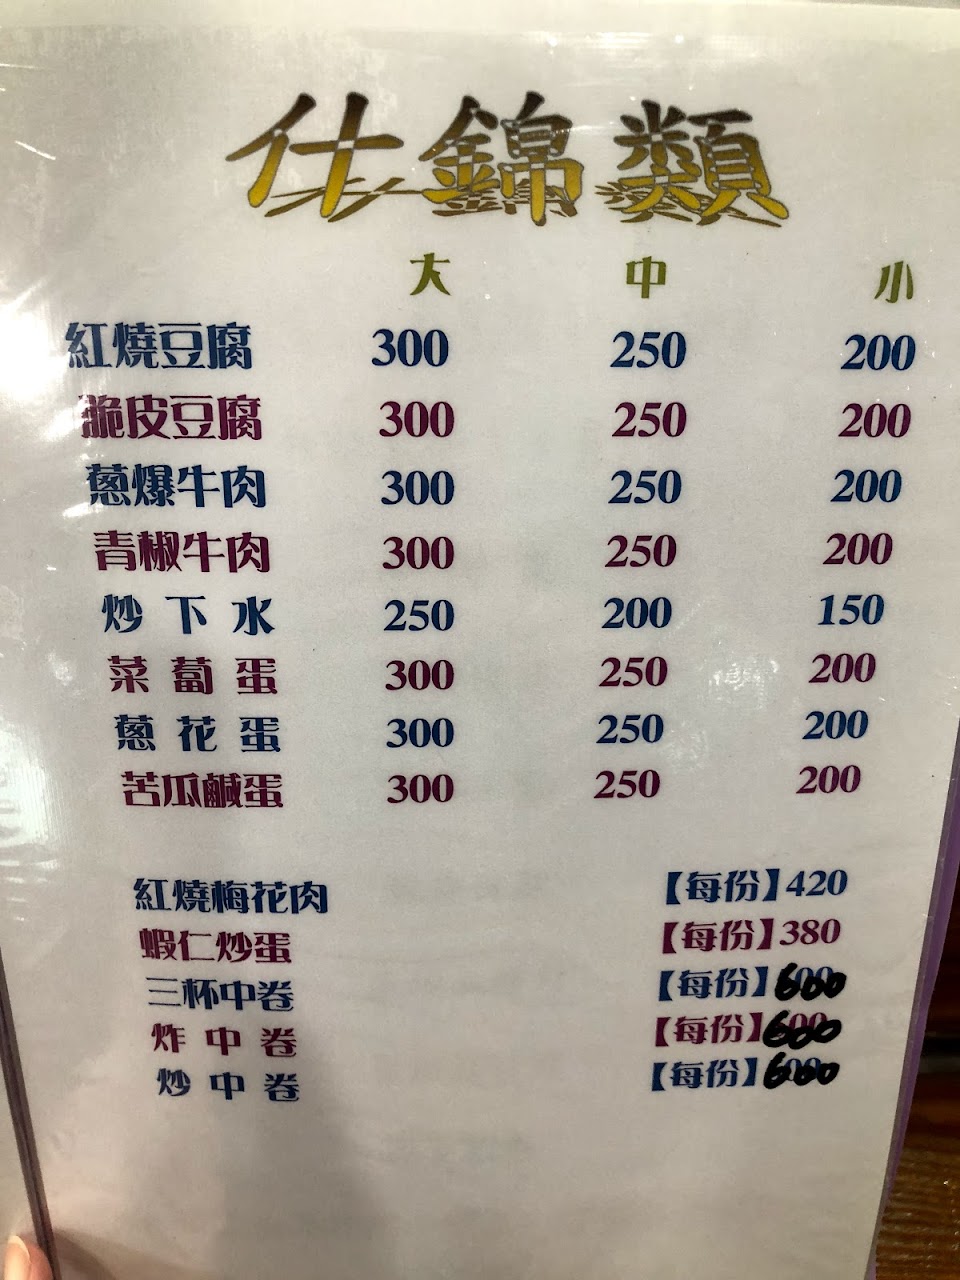 什錦類
大 中 小
紅燒豆腐 300 250 200
脆皮豆腐 300 250 200
蔥爆牛肉 300 250 200
青椒牛肉 300 250 200
炒下水 250 200 150
菜蔔蛋 300 250 200
蔥花蛋 300 250 200
苦瓜鹹蛋 300 250 200
紅燒梅花肉 【每份】420
蝦仁炒蛋 【每份】380
三杯中卷 【每份】600
炸中卷 【每份】600
炒中卷 【每份】600